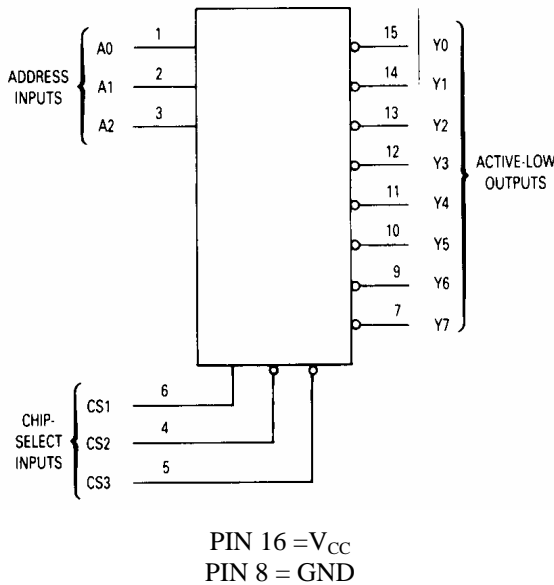 1
A0
2
A1
3
A2
ADDRESS
INPUTS
15
Y0
14
Y1
13
Y2
12
Y3
11
Y4
10
Y5
9
Y6
7
Y7
ACTIVE-LOW
OUTPUTS
6
CS1
4
CS2
5
CS3
CHIP-
SELECT
INPUTS
PIN 16 =VCC
PIN 8 = GND